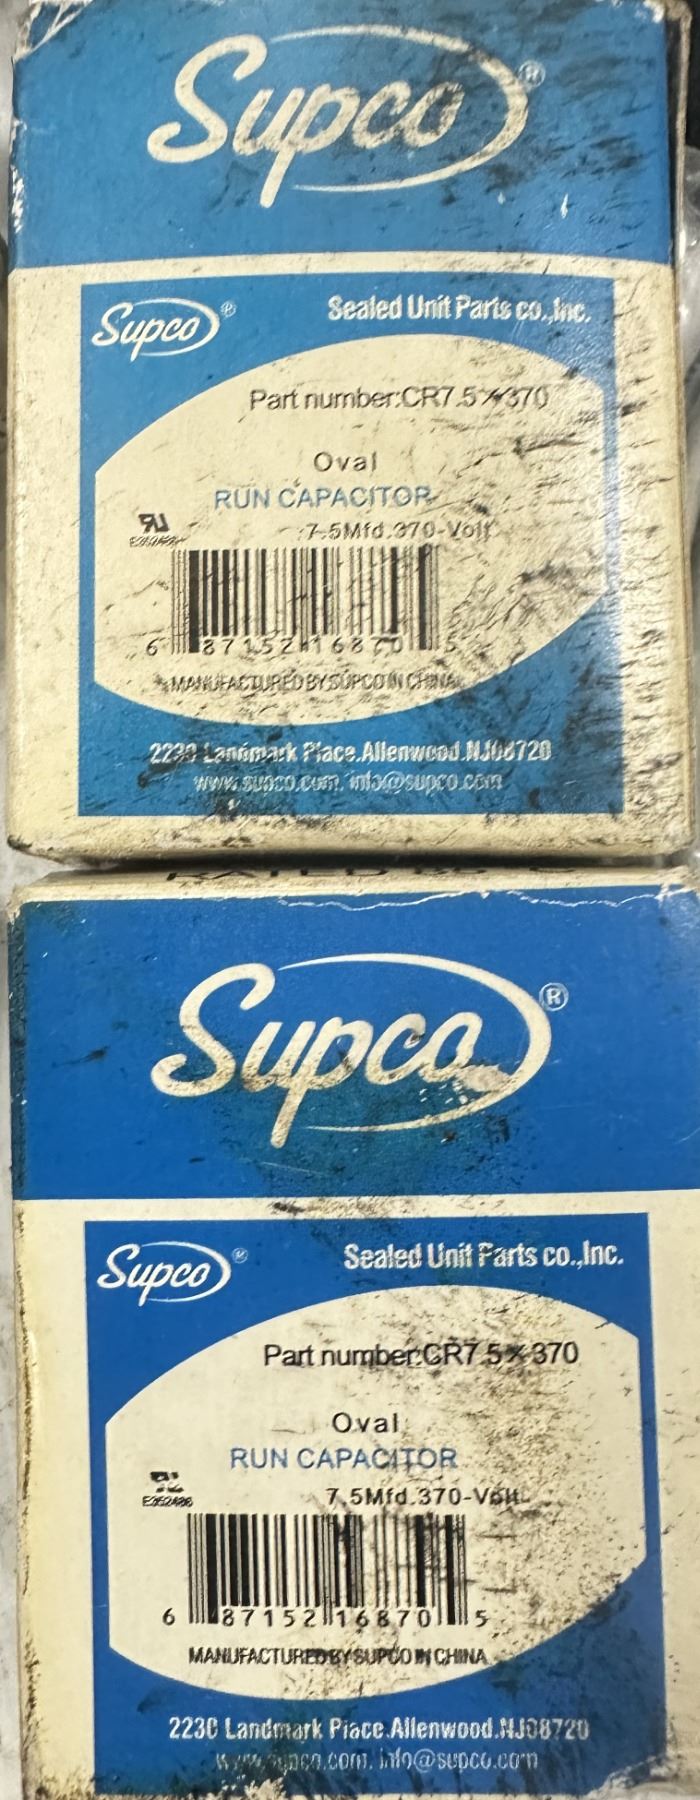 Supco®
Supco® Sealed Unit Parts co.,Inc.
Part number:CR7.5×370
Oval
RUN CAPACITOR
7.5Mfd.370-Volt
6 87152 16870 5
MANUFACTURED BY SUPCO IN CHINA
2230 Landmark Place.Allenwood.NJ08720
www.supco.com, info@supco.com
RATED 85°C
Supco®
Supco® Sealed Unit Parts co.,Inc.
Part number:CR7.5×370
Oval
RUN CAPACITOR
E352486
7.5Mfd.370-Volt
6 87152 16870 5
MANUFACTURED BY SUPCO IN CHINA
2230 Landmark Place.Allenwood.NJ08720
www.supco.com, info@supco.com